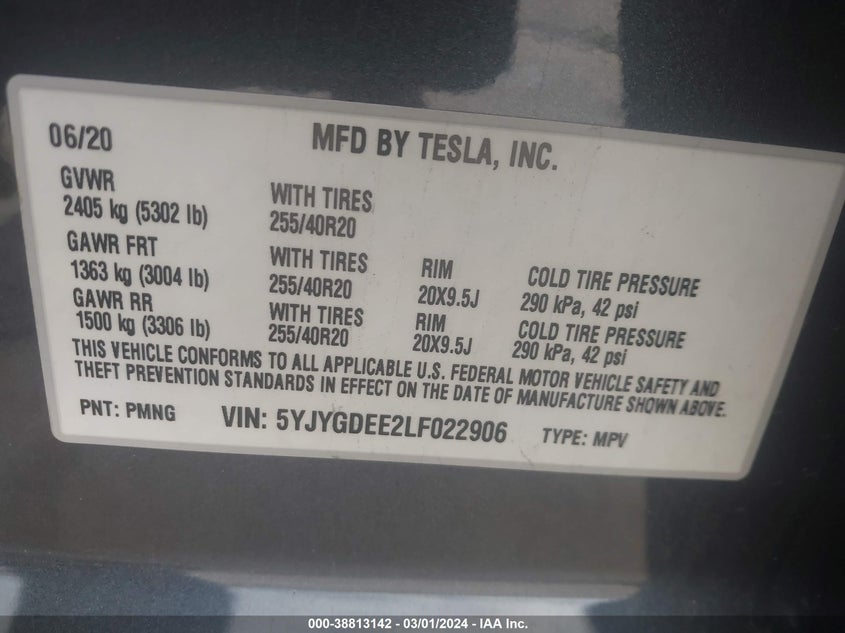 06/20 MFD BY TESLA, INC.
GVWR
2405 kg (5302 lb) WITH TIRES
255/40R20
GAWR FRT
1363 kg (3004 lb) WITH TIRES
255/40R20 RIM
20X9.5J COLD TIRE PRESSURE
290 kPa, 42 psi
GAWR RR
1500 kg (3306 lb) WITH TIRES
255/40R20 RIM
20X9.5J COLD TIRE PRESSURE
290 kPa, 42 psi
THIS VEHICLE CONFORMS TO ALL APPLICABLE U.S. FEDERAL MOTOR VEHICLE SAFETY AND
THEFT PREVENTION STANDARDS IN EFFECT ON THE DATE OF MANUFACTURE SHOWN ABOVE.
PNT: PMNG VIN: 5YJYGDEE2LF022906 TYPE: MPV
000-38813142 - 03/01/2024 - IAA Inc.